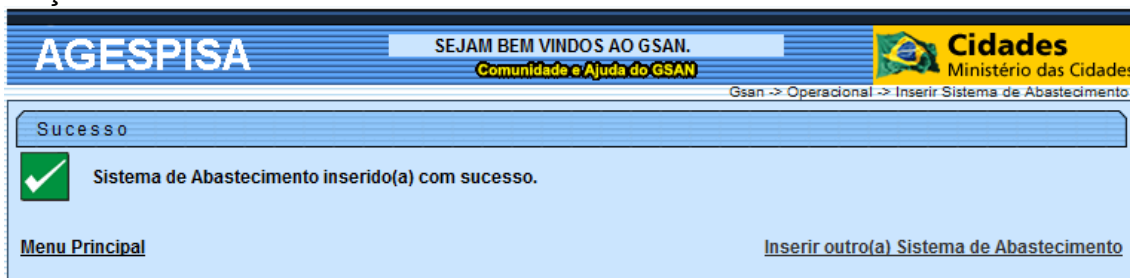 AGESPISA
SEJAM BEM VINDOS AO GSAN.
Comunidade e Ajuda do GSAN
Cidades
Ministério das Cidades
Gsan -> Operacional -> Inserir Sistema de Abastecimento
Sucesso
Sistema de Abastecimento inserido(a) com sucesso.
Menu Principal
Inserir outro(a) Sistema de Abastecimento